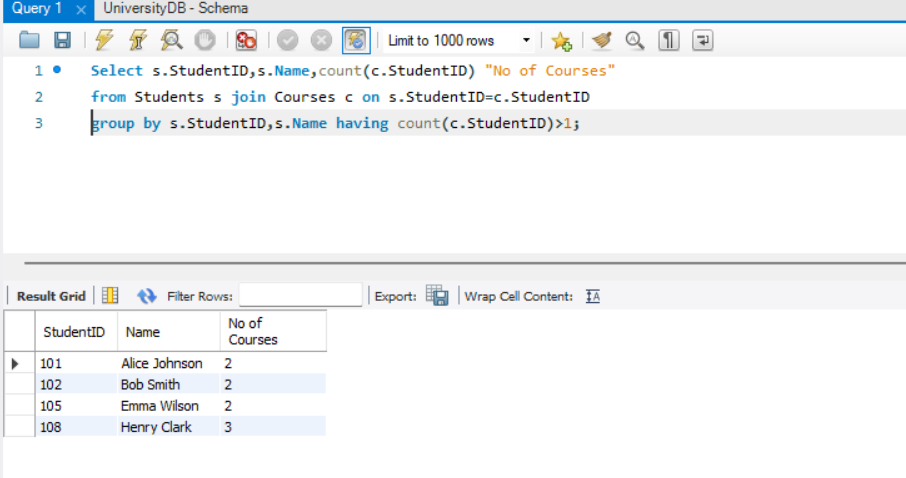 Query 1 × UniversityDB - Schema
Limit to 1000 rows
1 Select s.StudentID,s.Name,count(c.StudentID) "No of Courses"
2 from Students s join Courses c on s.StudentID=c.StudentID
3 group by s.StudentID,s.Name having count(c.StudentID)>1;
Result Grid Filter Rows: Export: Wrap Cell Content: IA
StudentID Name No of
Courses
101 Alice Johnson 2
102 Bob Smith 2
105 Emma Wilson 2
108 Henry Clark 3